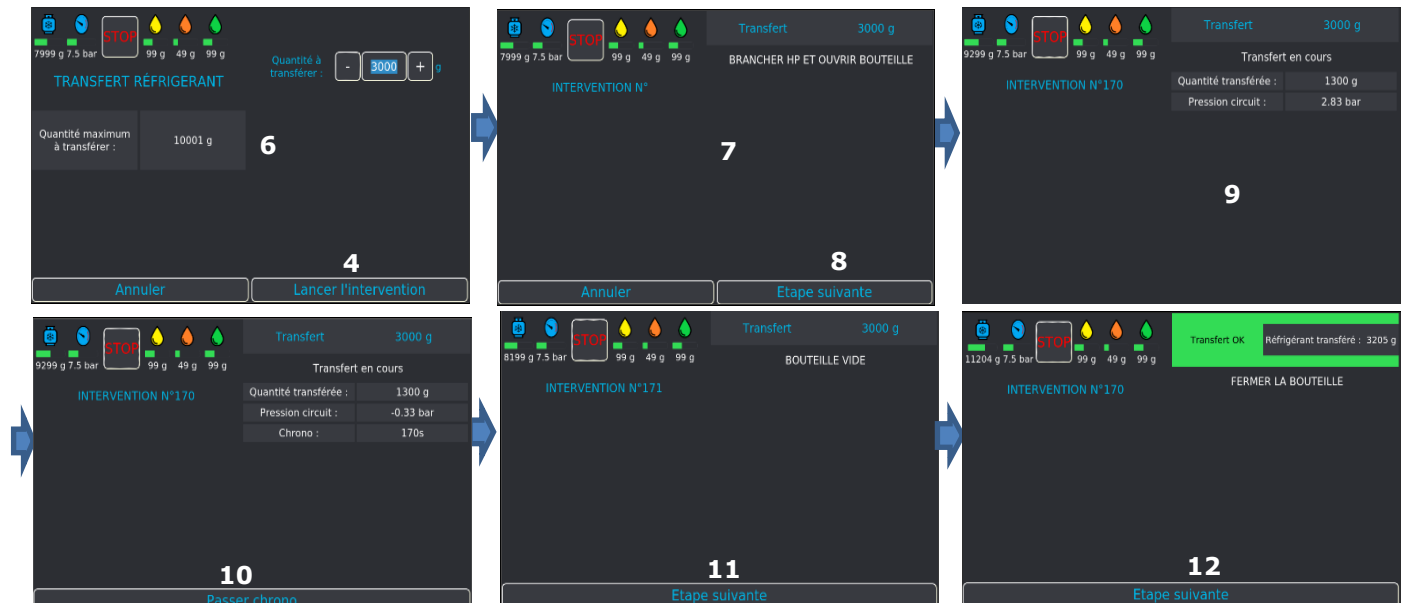 STOP
7999 g 7.5 bar 99 g 49 g 99 g
TRANSFERT RÉFRIGERANT
Quantité à
transférer :
- 3000 + g
Quantité maximum
à transférer :
10001 g
6
4
Annuler
Lancer l'intervention
STOP
7999 g 7.5 bar 99 g 49 g 99 g
Transfert 3000 g
BRANCHER HP ET OUVRIR BOUTEILLE
INTERVENTION N°
7
8
Annuler
Etape suivante
STOP
9299 g 7.5 bar 99 g 49 g 99 g
Transfert 3000 g
Transfert en cours
INTERVENTION N°170
Quantité transférée : 1300 g
Pression circuit : 2.83 bar
9
STOP
9299 g 7.5 bar 99 g 49 g 99 g
Transfert 3000 g
Transfert en cours
INTERVENTION N°170
Quantité transférée : 1300 g
Pression circuit : -0.33 bar
Chrono : 170s
10
Passer chrono
STOP
8199 g 7.5 bar 99 g 49 g 99 g
Transfert 3000 g
BOUTEILLE VIDE
INTERVENTION N°171
11
Etape suivante
STOP
11204 g 7.5 bar 99 g 49 g 99 g
Transfert OK
Réfrigérant transféré : 3205 g
FERMER LA BOUTEILLE
INTERVENTION N°170
12
Etape suivante